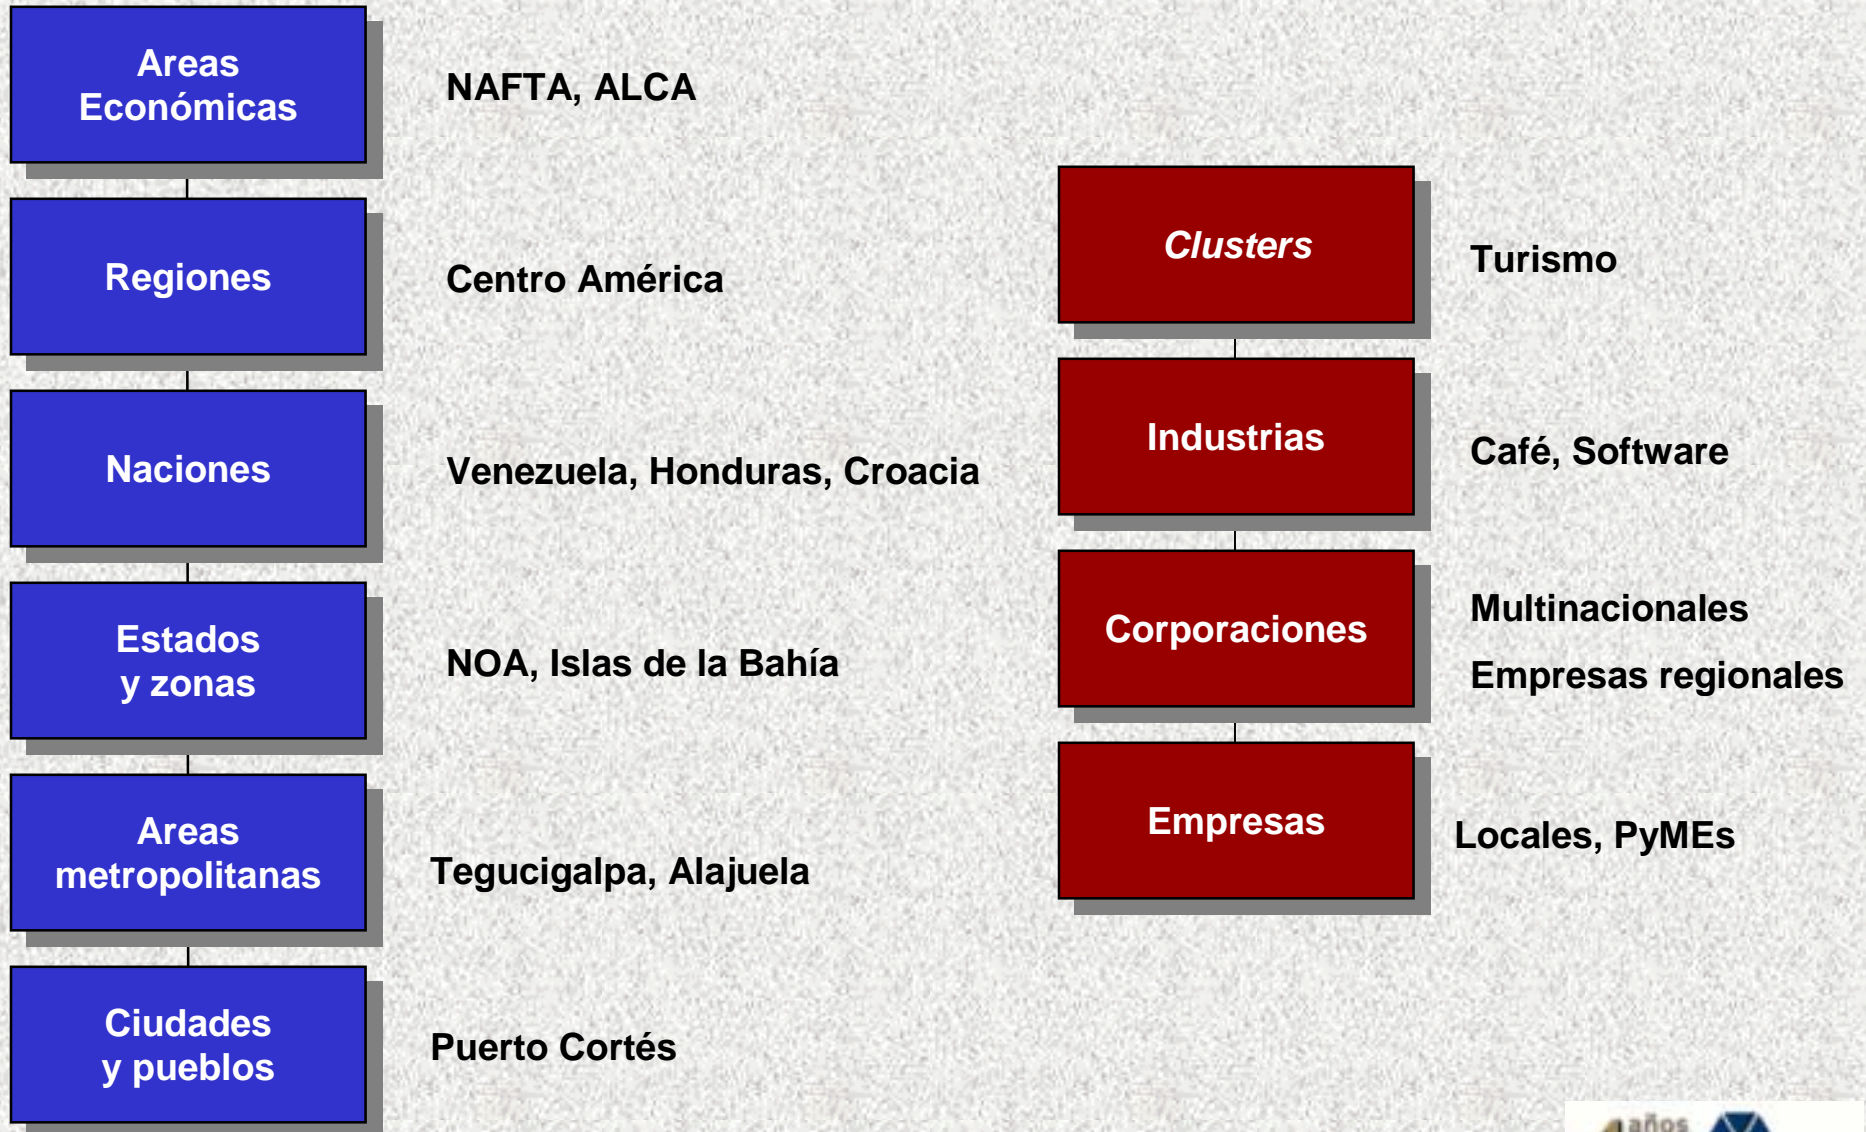 Areas
Económicas
NAFTA, ALCA
Regiones
Centro América
Naciones
Venezuela, Honduras, Croacia
Estados
y zonas
NOA, Islas de la Bahía
Areas
metropolitanas
Tegucigalpa, Alajuela
Ciudades
y pueblos
Puerto Cortés
Clusters
Turismo
Industrias
Café, Software
Corporaciones
Multinacionales
Empresas regionales
Empresas
Locales, PyMEs
años